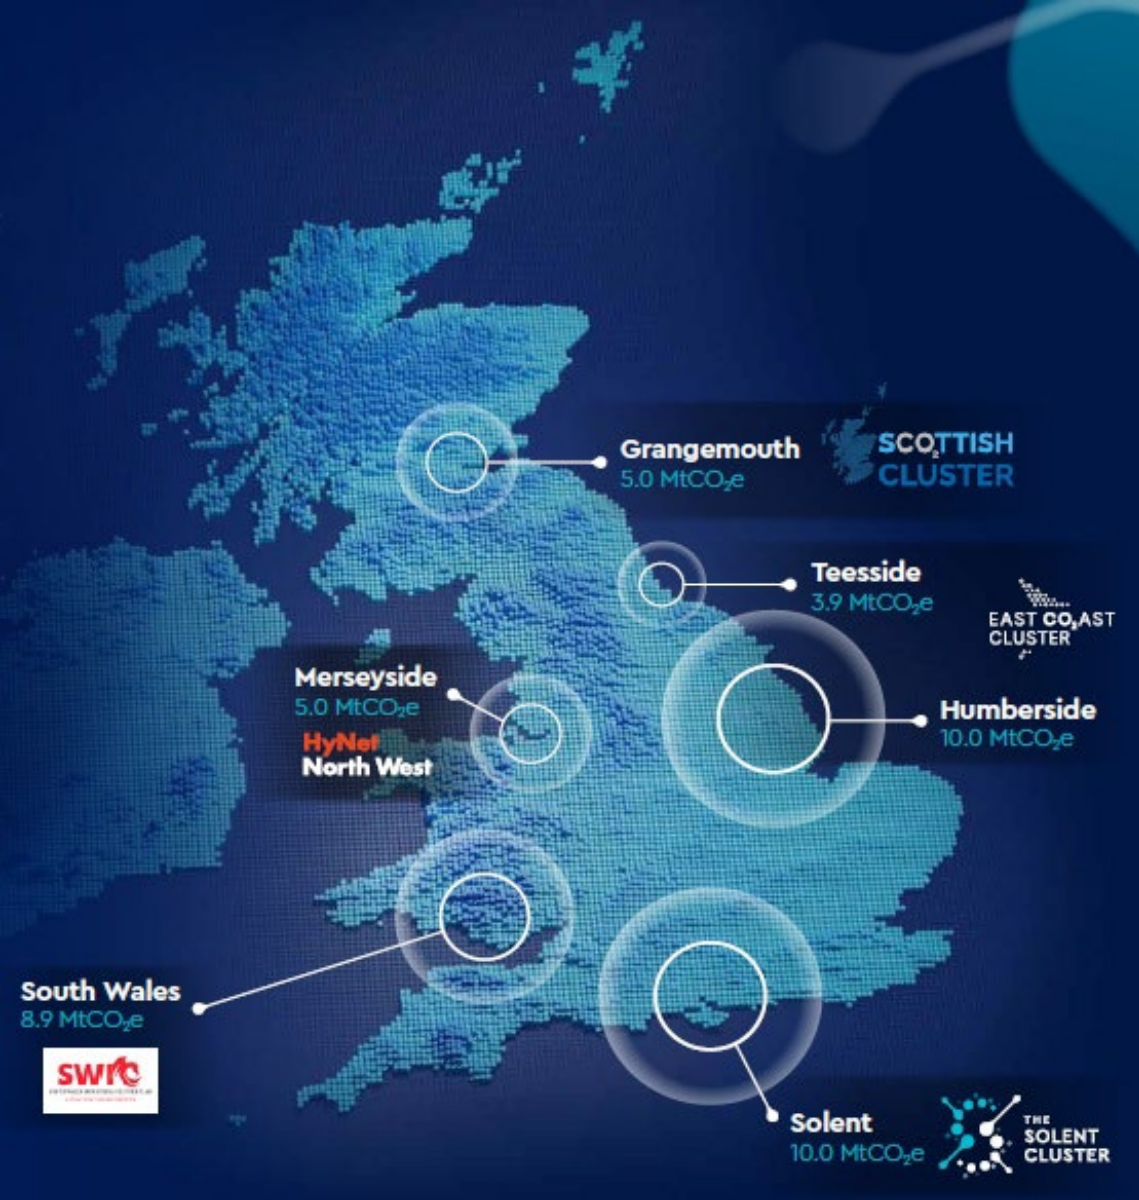 Grangemouth
5.0 MtCO₂e
SCO₂TTISH
CLUSTER
Teesside
3.9 MtCO₂e
EAST CO₂AST
CLUSTER
Merseyside
5.0 MtCO₂e
HyNet
North West
Humberside
10.0 MtCO₂e
South Wales
8.9 MtCO₂e
SWIC
Solent
10.0 MtCO₂e
THE
SOLENT
CLUSTER